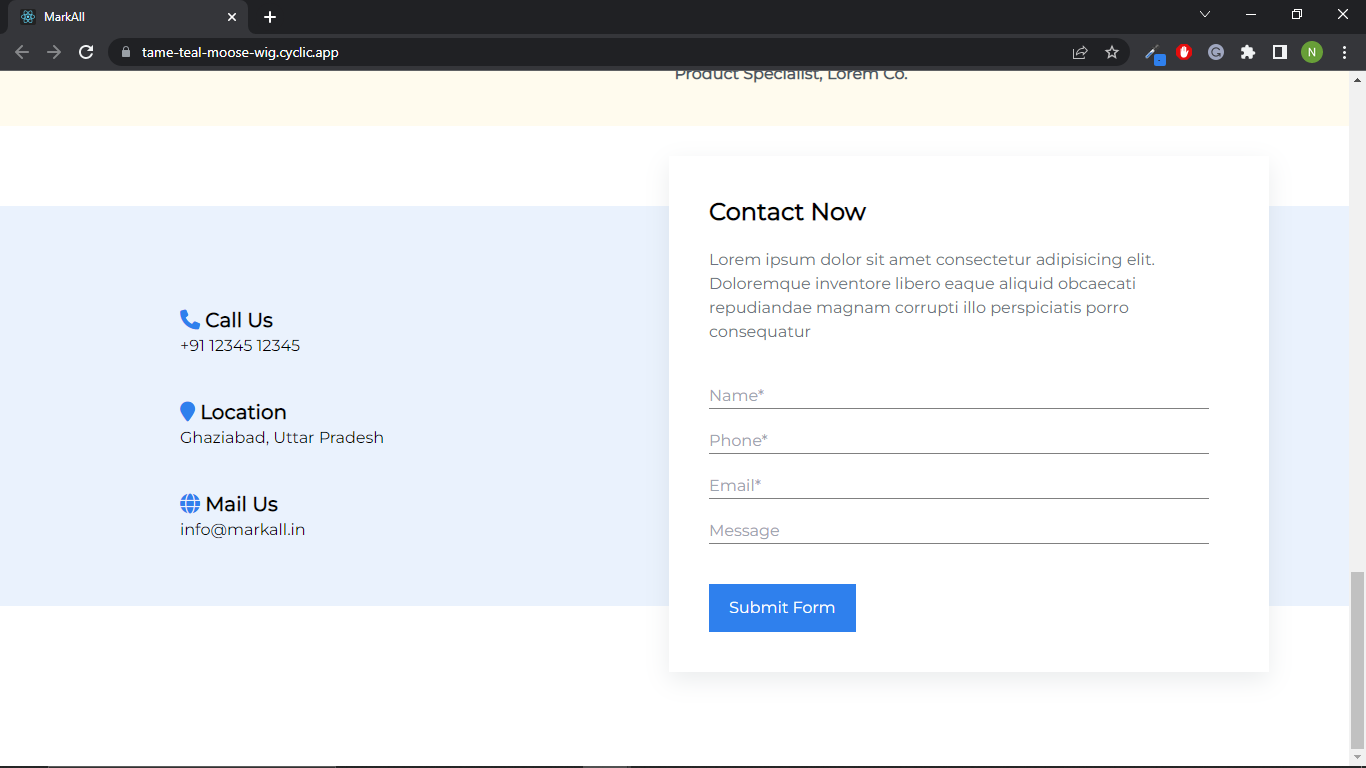 MarkAll
tame-teal-moose-wig.cyclic.app
N
Product Specialist, Lorem Co.
Contact Now
Lorem ipsum dolor sit amet consectetur adipisicing elit.
Doloremque inventore libero eaque aliquid obcaecati
repudiandae magnam corrupti illo perspiciatis porro
consequatur
Call Us
+91 12345 12345
Location
Ghaziabad, Uttar Pradesh
Mail Us
info@markall.in
Name*
Phone*
Email*
Message
Submit Form